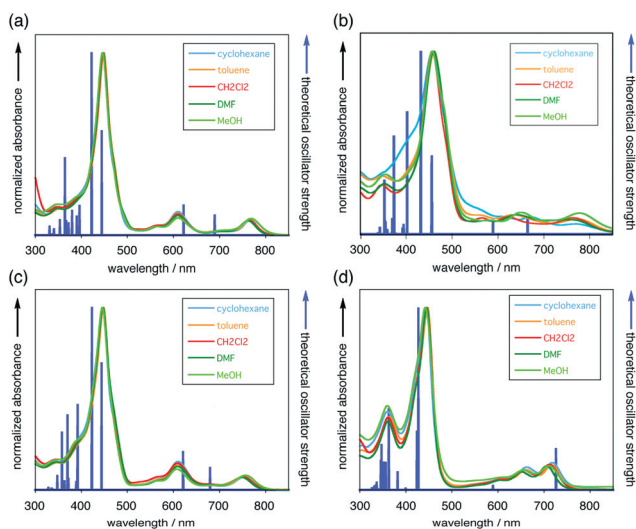 (a)
normalized absorbance
cyclohexane
toluene
CH2Cl2
DMF
MeOH
theoretical oscillator strength
300 400 500 600 700 800
wavelength / nm
(b)
normalized absorbance
cyclohexane
toluene
CH2Cl2
DMF
MeOH
theoretical oscillator strength
300 400 500 600 700 800
wavelength / nm
(c)
normalized absorbance
cyclohexane
toluene
CH2Cl2
DMF
MeOH
theoretical oscillator strength
300 400 500 600 700 800
wavelength / nm
(d)
normalized absorbance
cyclohexane
toluene
CH2Cl2
DMF
MeOH
theoretical oscillator strength
300 400 500 600 700 800
wavelength / nm